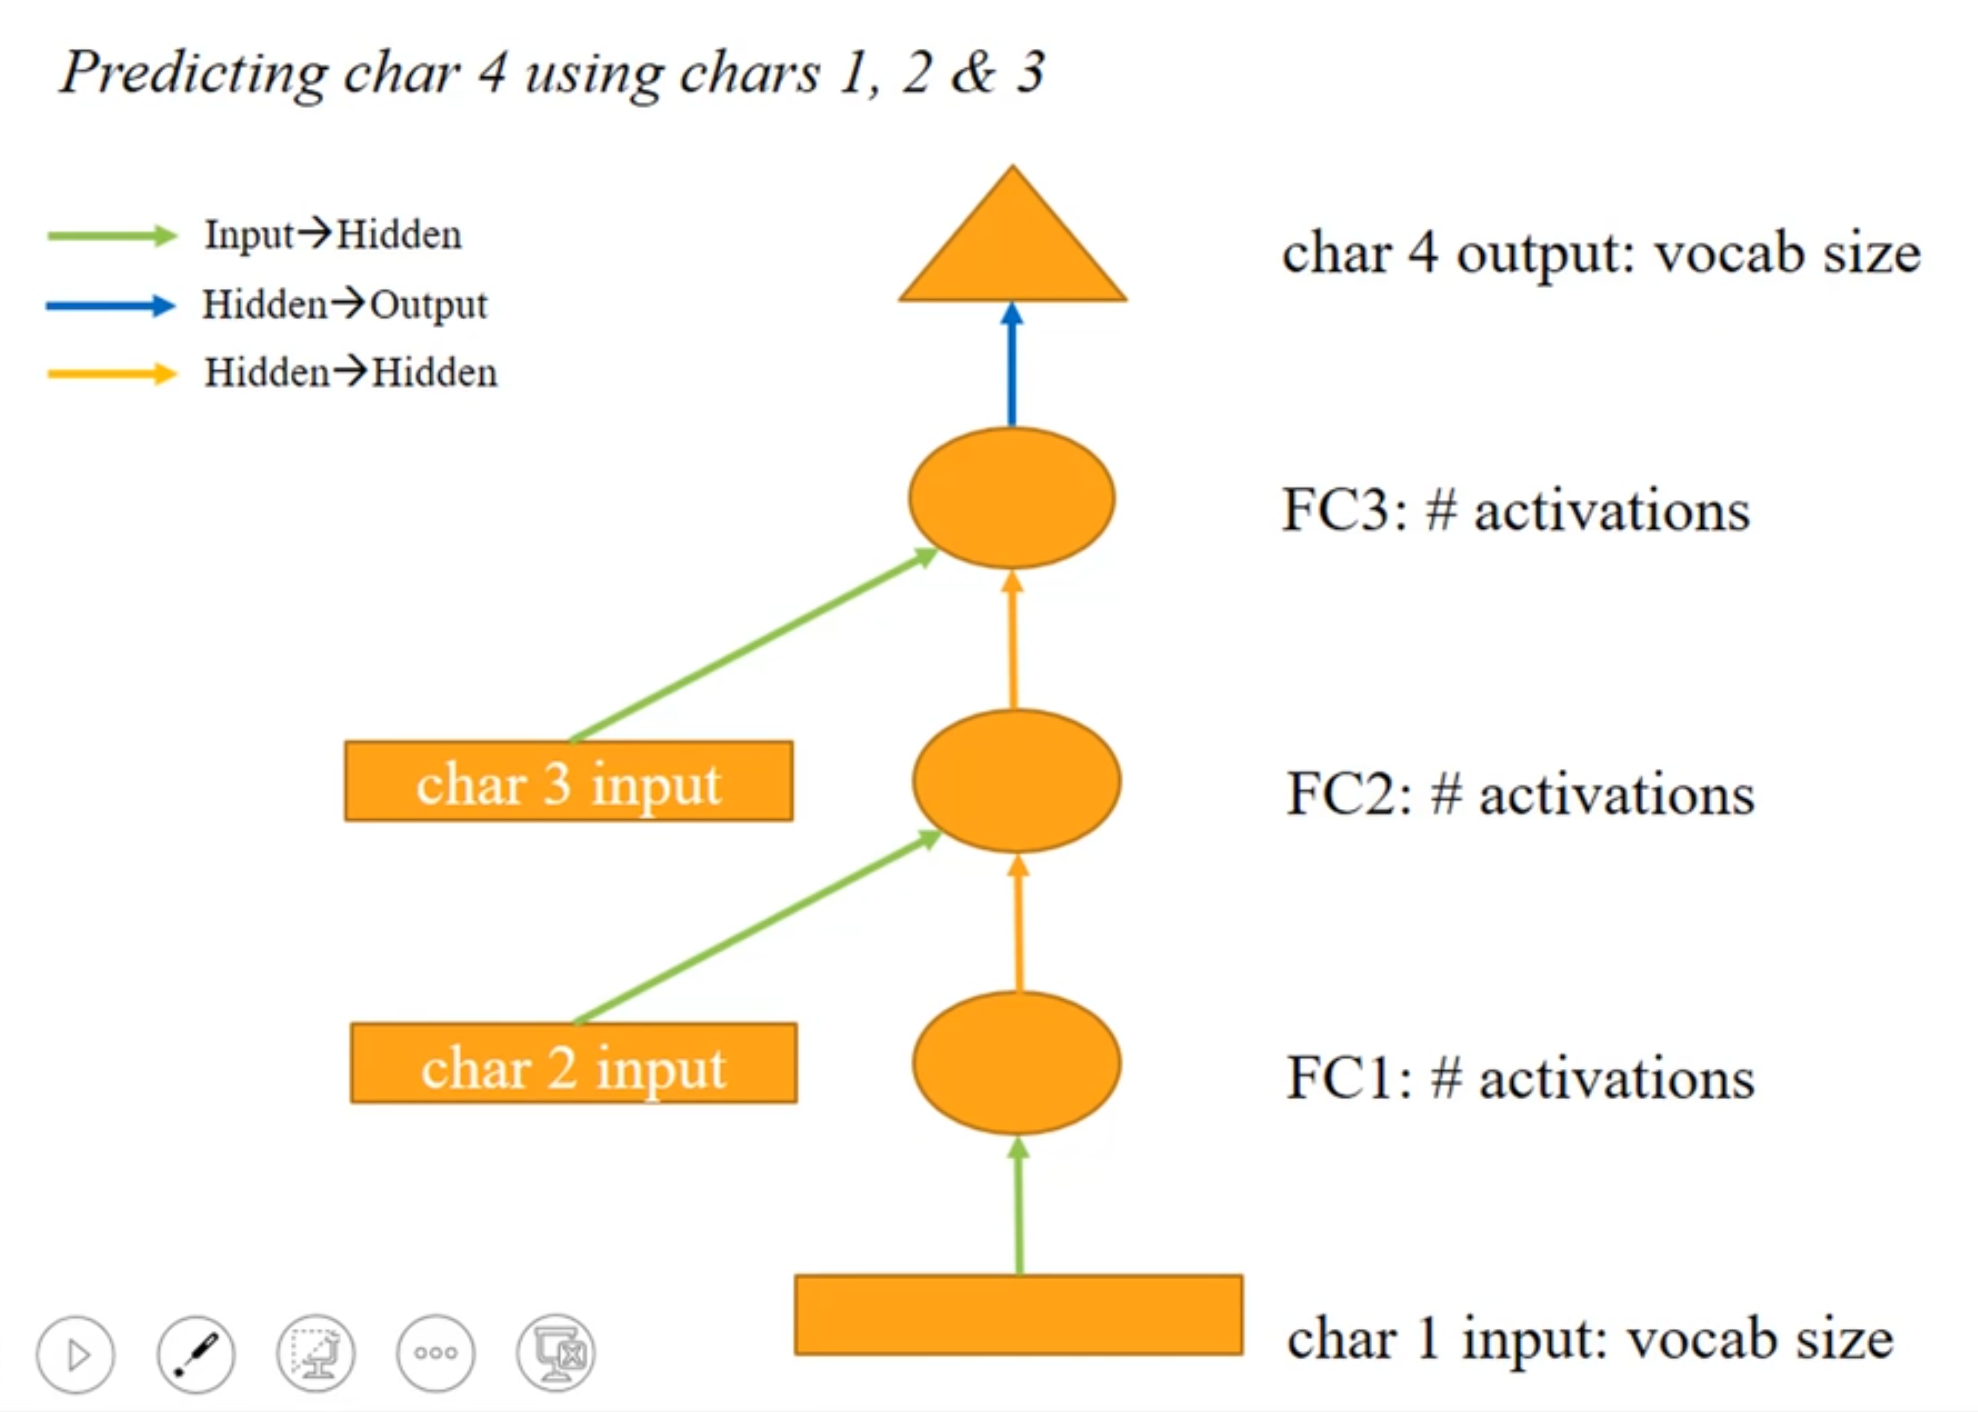 Predicting char 4 using chars 1, 2 & 3
Input→Hidden
Hidden→Output
Hidden→Hidden
char 4 output: vocab size
FC3: # activations
char 3 input
FC2: # activations
char 2 input
FC1: # activations
char 1 input: vocab size